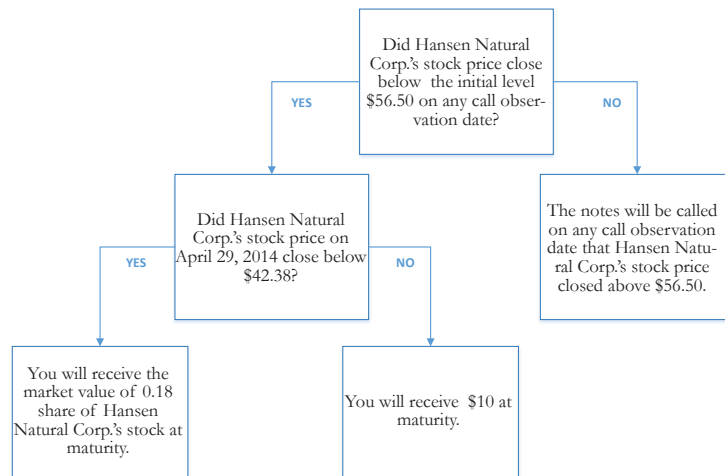 Did Hansen Natural
Corp.'s stock price close
below the initial level
$56.50 on any call obser-
vation date?
YES
NO
Did Hansen Natural
Corp.'s stock price on
April 29, 2014 close below
$42.38?
The notes will be called
on any call observation
date that Hansen Natu-
ral Corp.'s stock price
closed above $56.50.
YES
NO
You will receive the
market value of 0.18
share of Hansen
Natural Corp.'s stock at
maturity.
You will receive $10 at
maturity.